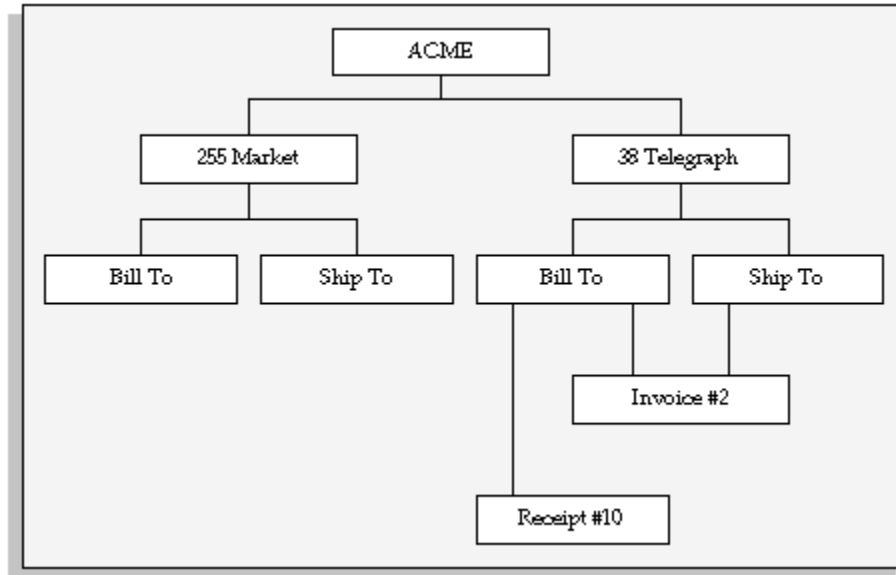 ACME
255 Market
38 Telegraph
Bill To
Ship To
Bill To
Ship To
Invoice #2
Receipt #10